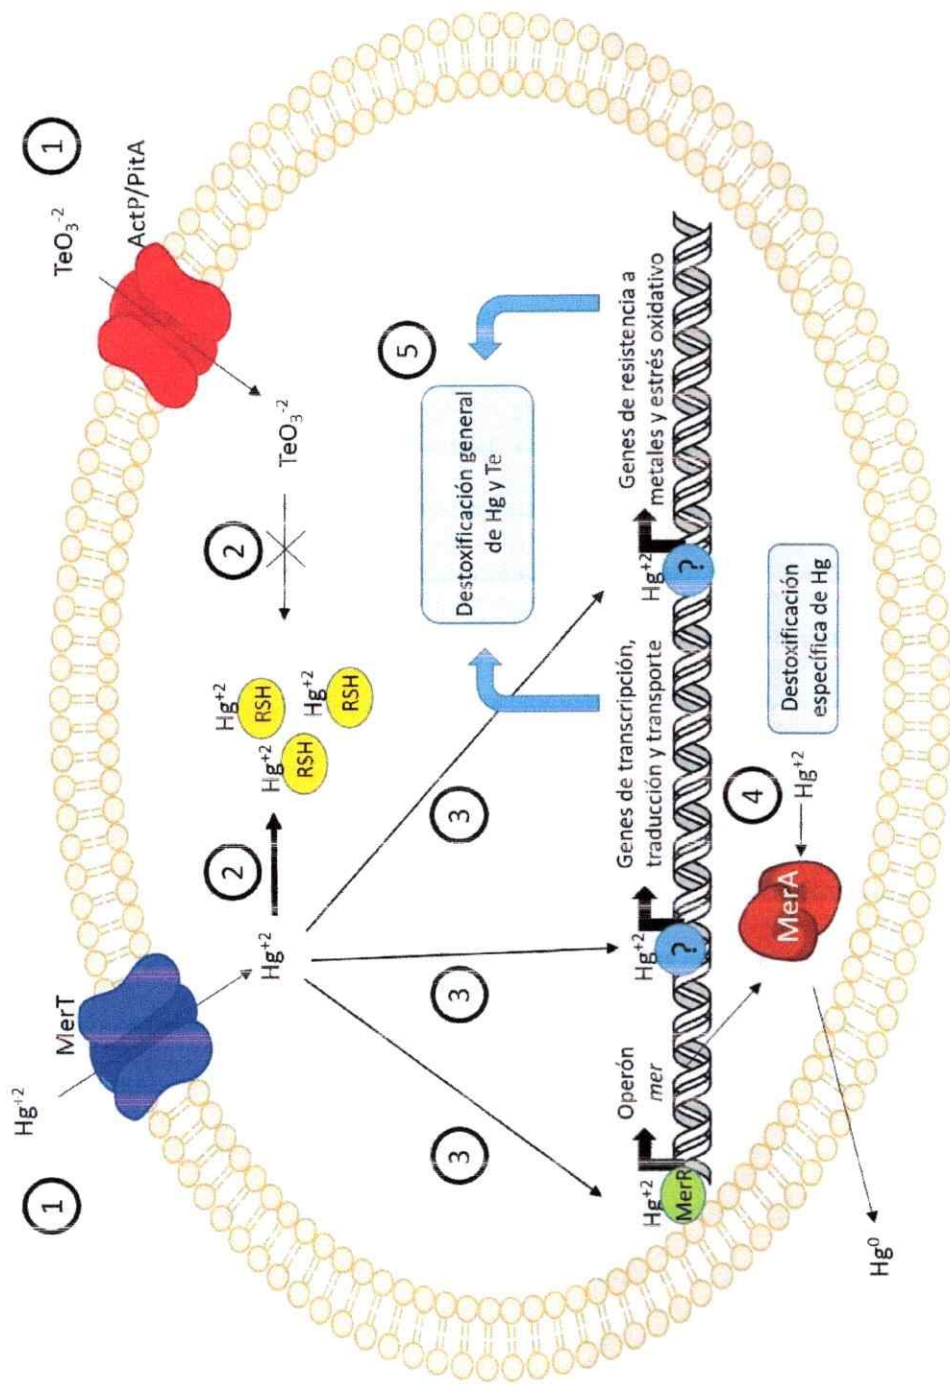 1
Hg⁺²
MerT
TeO₃⁻²
1
ActP/PitA
Hg⁺²
2
Hg⁺²
RSH
Hg⁺²
RSH
Hg⁺²
RSH
2
TeO₃⁻²
3
3
3
5
Destoxificación general
de Hg y Te
Hg⁺²
MerR
Operón
mer
Hg⁺²
?
Genes de transcripción,
traducción y transporte
Hg⁺²
?
Genes de resistencia a
metales y estrés oxidativo
4
MerA
Hg⁺²
Destoxificación
específica de Hg
Hg⁰